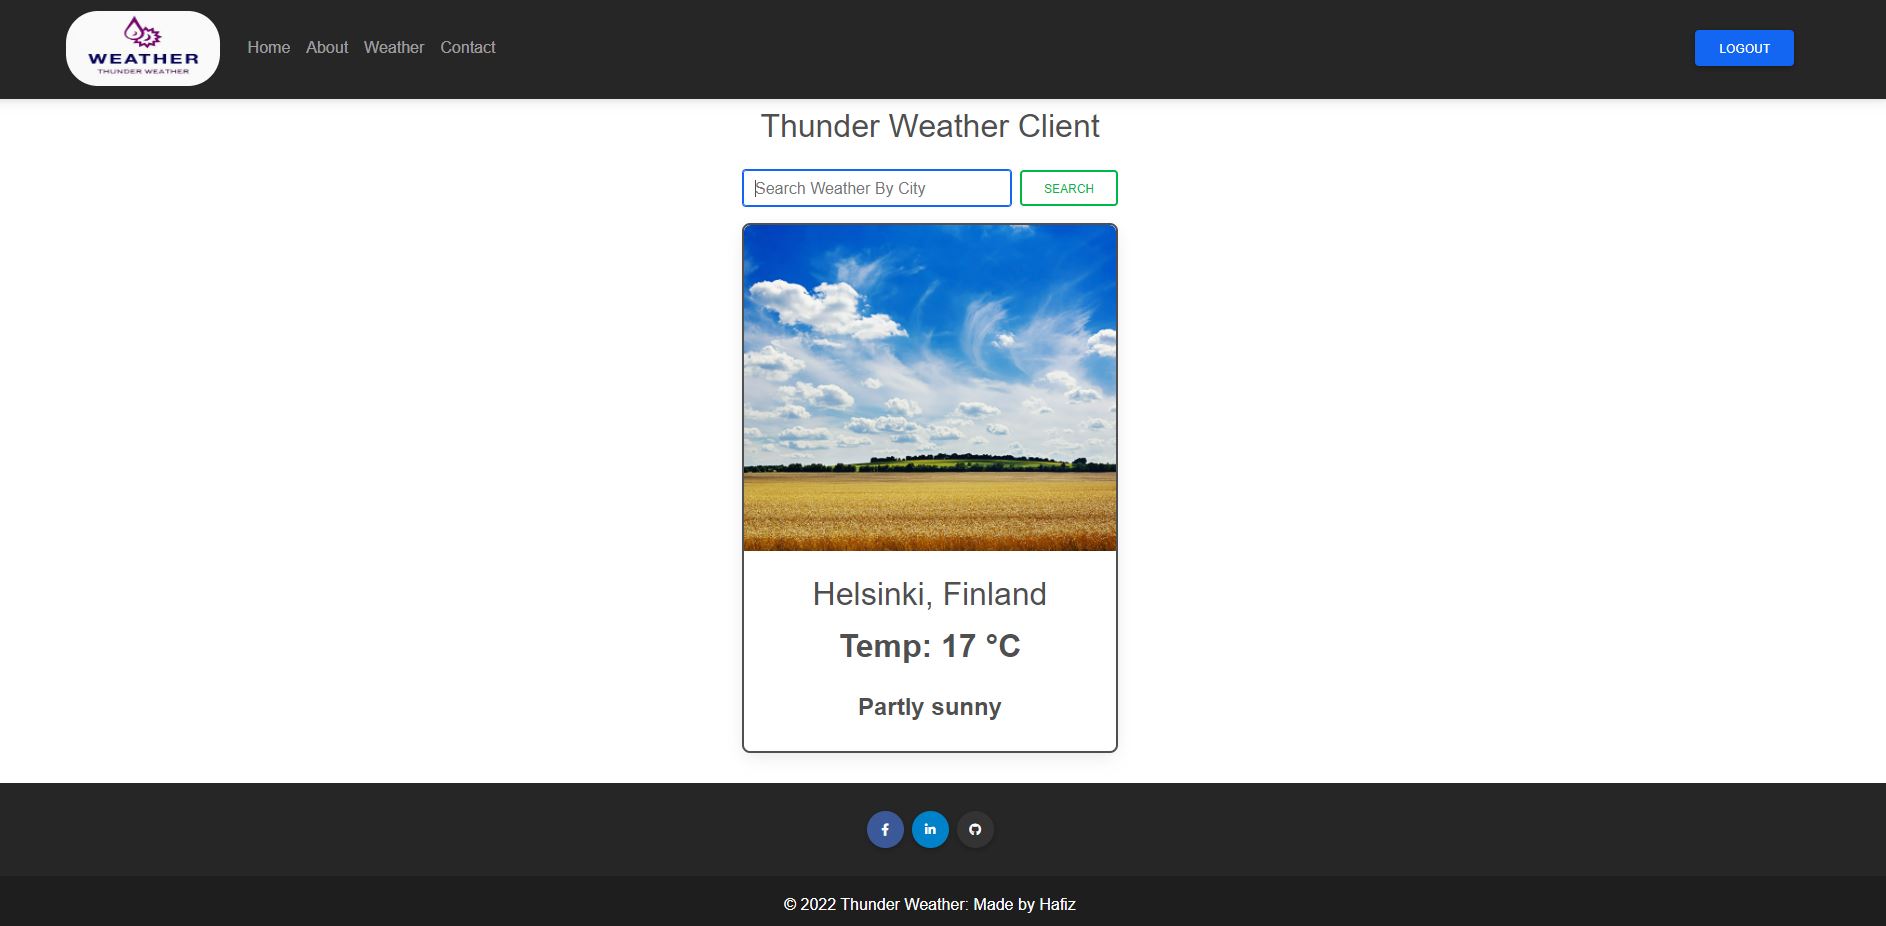 WEATHER
THUNDER WEATHER
Home About Weather Contact
LOGOUT
Thunder Weather Client
Search Weather By City
SEARCH
Helsinki, Finland
Temp: 17 °C
Partly sunny
© 2022 Thunder Weather: Made by Hafiz